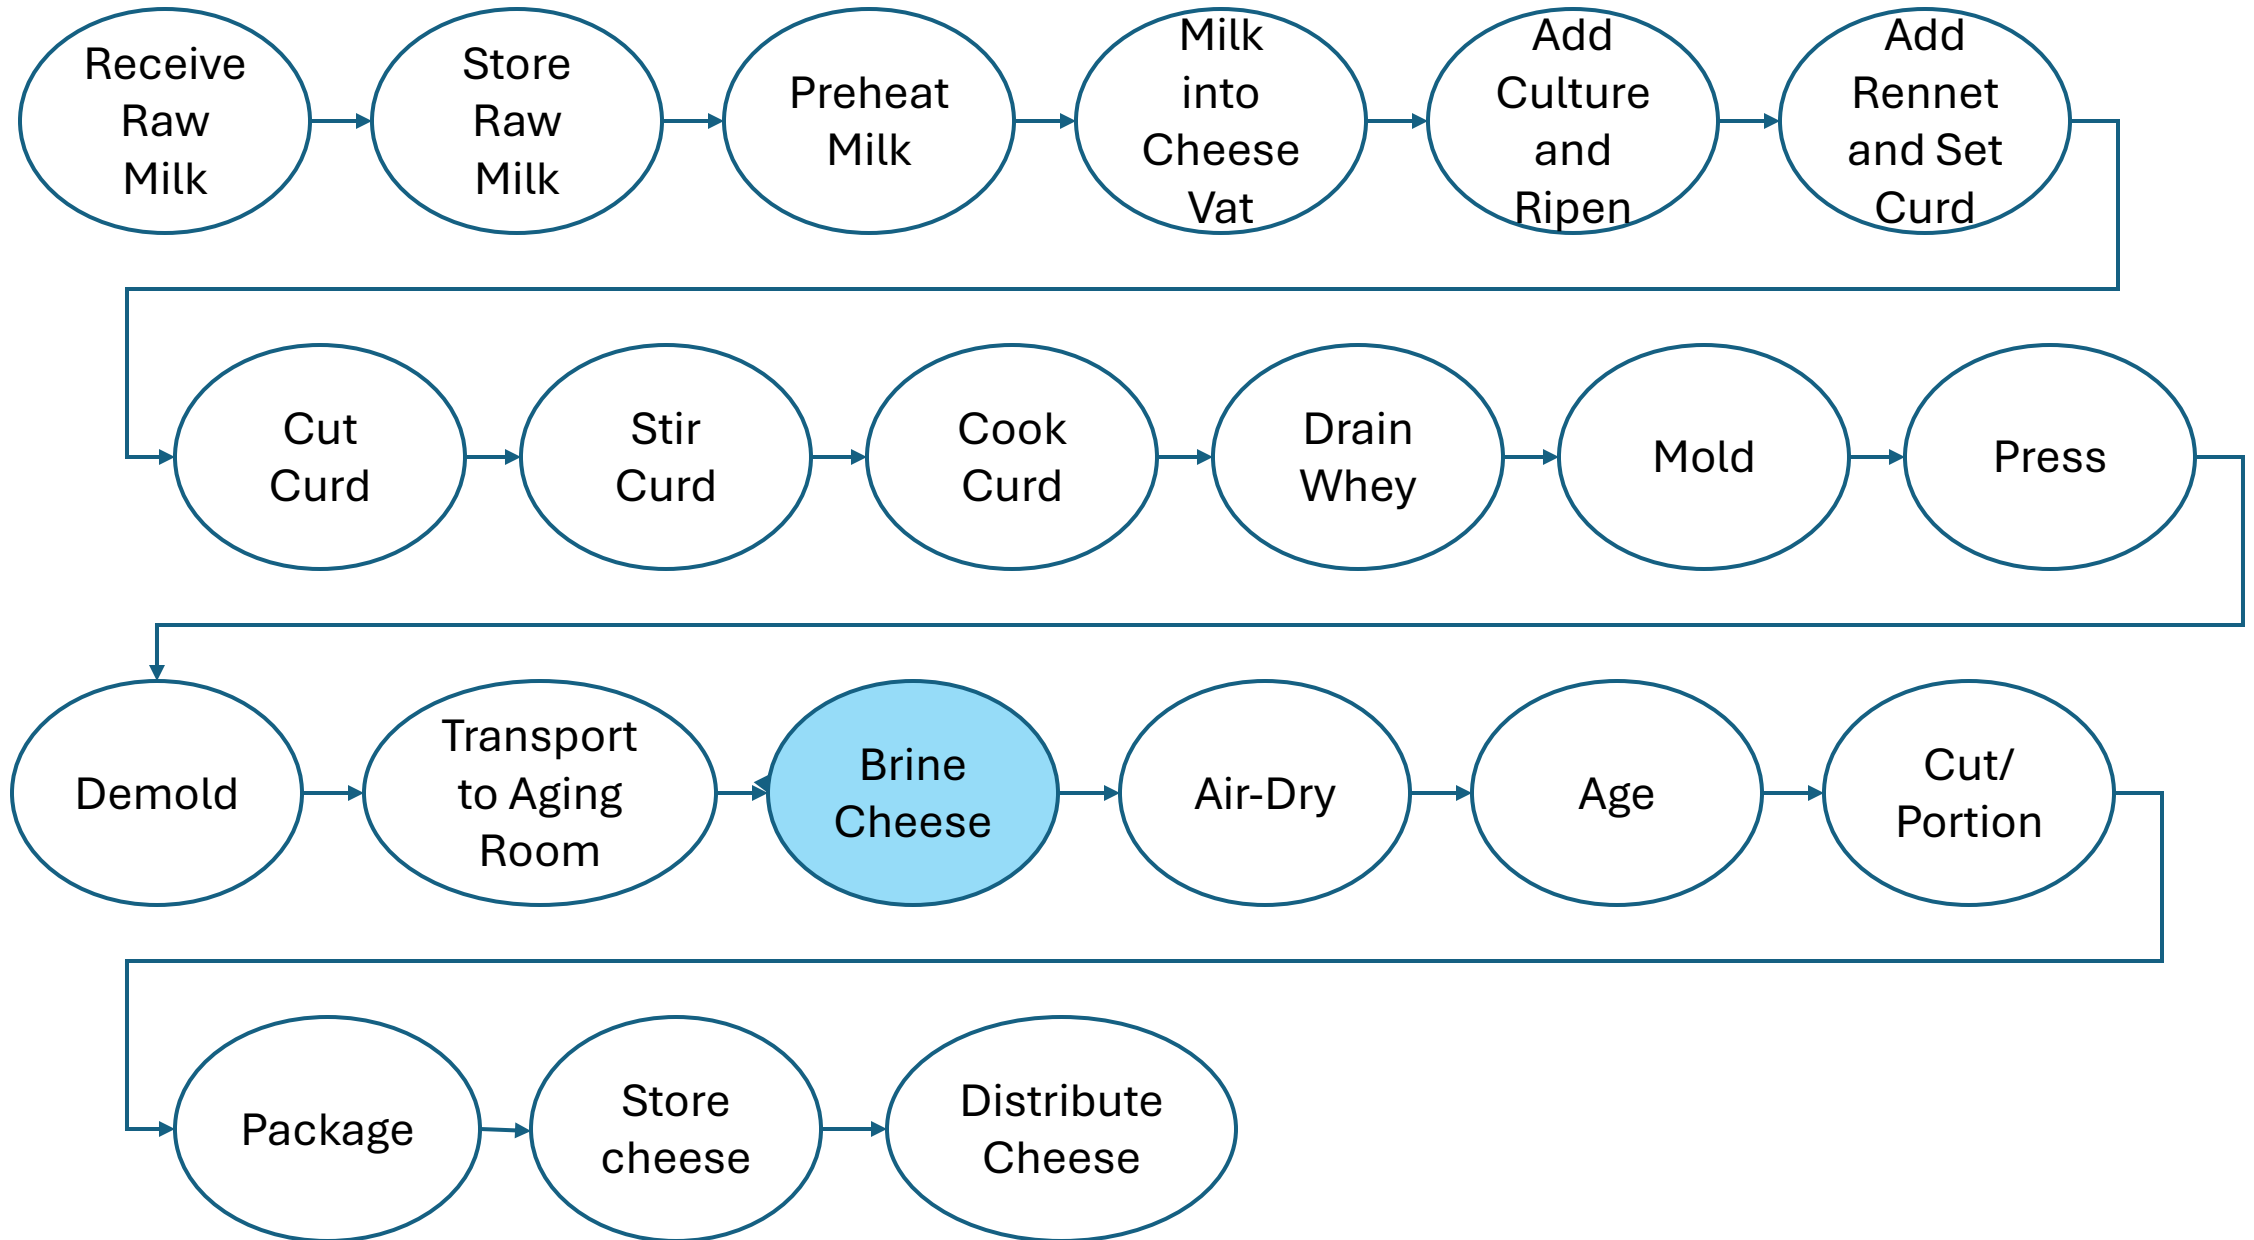 Receive
Raw
Milk
Store
Raw
Milk
Preheat
Milk
Milk
into
Cheese
Vat
Add
Culture
and
Ripen
Add
Rennet
and Set
Curd
Cut
Curd
Stir
Curd
Cook
Curd
Drain
Whey
Mold
Press
Demold
Transport
to Aging
Room
Brine
Cheese
Air-Dry
Age
Cut/
Portion
Package
Store
cheese
Distribute
Cheese